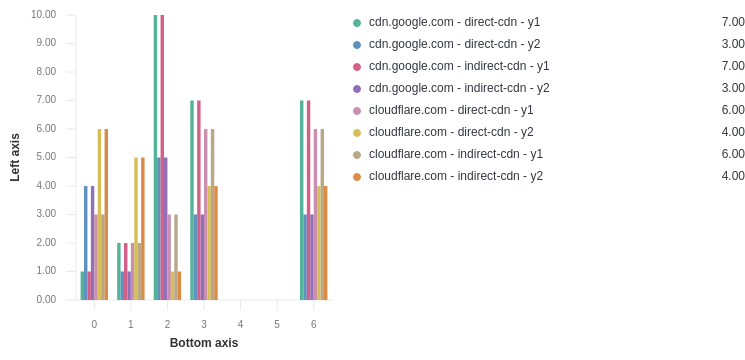 10.00
9.00
8.00
7.00
6.00
5.00
4.00
3.00
2.00
1.00
0.00
Left axis
0 1 2 3 4 5 6
Bottom axis
cdn.google.com - direct-cdn - y1 7.00
cdn.google.com - direct-cdn - y2 3.00
cdn.google.com - indirect-cdn - y1 7.00
cdn.google.com - indirect-cdn - y2 3.00
cloudflare.com - direct-cdn - y1 6.00
cloudflare.com - direct-cdn - y2 4.00
cloudflare.com - indirect-cdn - y1 6.00
cloudflare.com - indirect-cdn - y2 4.00